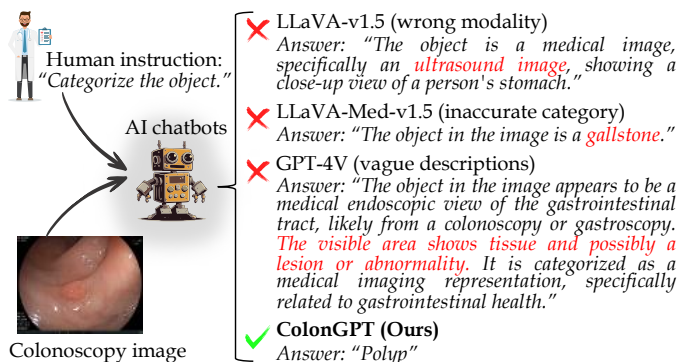 Human instruction:
“Categorize the object.”
AI chatbots
Colonoscopy image
LLaVA-v1.5 (wrong modality)
Answer: “The object is a medical image,
specifically an ultrasound image, showing a
close-up view of a person's stomach.”
LLaVA-Med-v1.5 (inaccurate category)
Answer: “The object in the image is a gallstone.”
GPT-4V (vague descriptions)
Answer: “The object in the image appears to be a
medical endoscopic view of the gastrointestinal
tract, likely from a colonoscopy or gastroscopy.
The visible area shows tissue and possibly a
lesion or abnormality. It is categorized as a
medical imaging representation, specifically
related to gastrointestinal health.”
ColonGPT (Ours)
Answer: “Polyp”